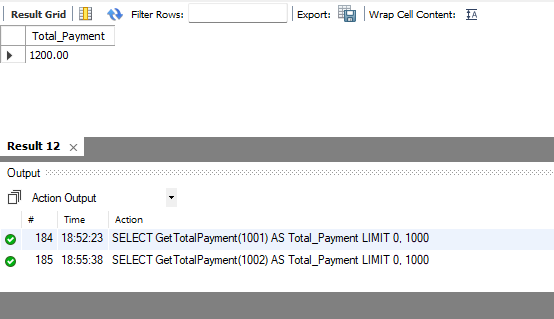 Result Grid Filter Rows: Export: Wrap Cell Content:
Total_Payment
1200.00
Result 12
Output
Action Output
# Time Action
184 18:52:23 SELECT GetTotalPayment(1001) AS Total_Payment LIMIT 0, 1000
185 18:55:38 SELECT GetTotalPayment(1002) AS Total_Payment LIMIT 0, 1000